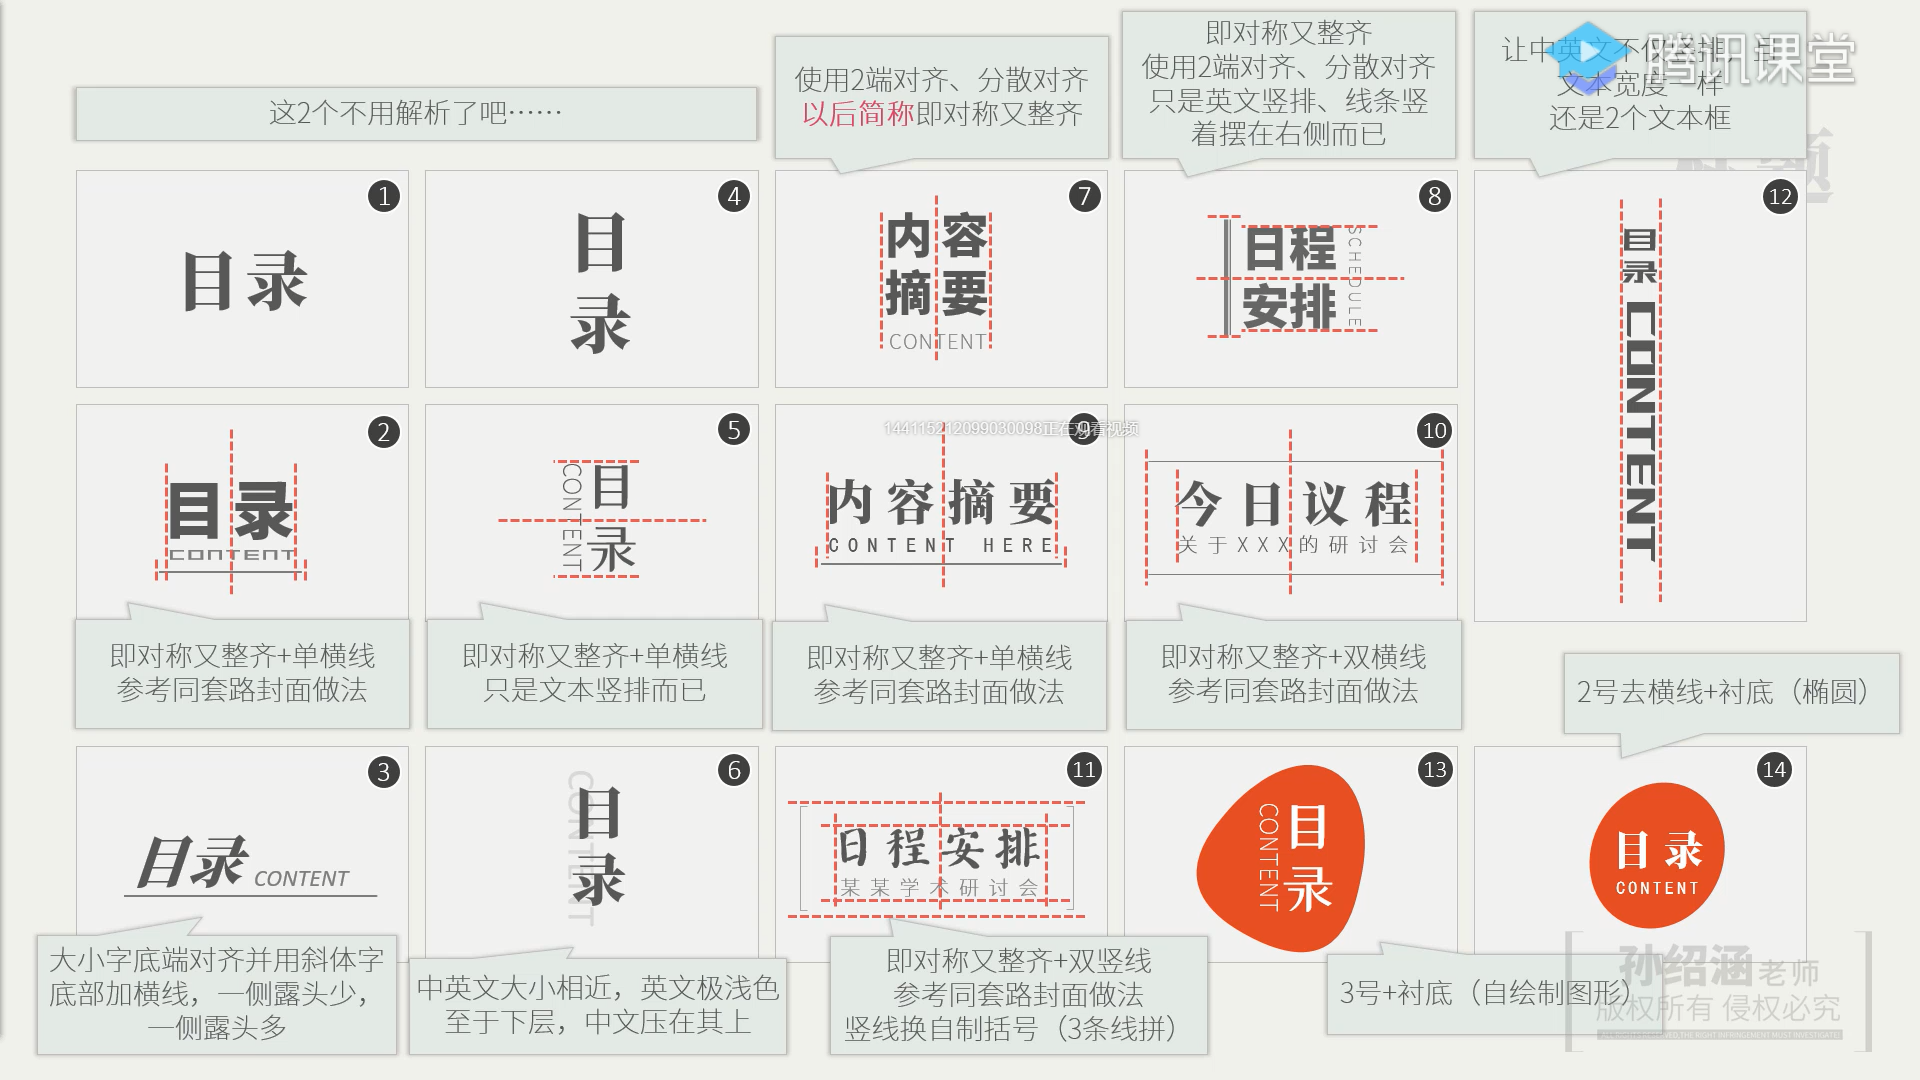 这2个不用解析了吧……
使用2端对齐、分散对齐
以后简称即对称又整齐
即对称又整齐
使用2端对齐、分散对齐
只是英文竖排、线条竖
着摆在右侧而已
让中英文不仅竖排，且
文本宽度一样
还是2个文本框
腾讯课堂
1
目录
4
目
录
7
内容
摘要
CONTENT
8
日程
安排
SCHEDULE
12
目录 CONTENT
2
目录
CONTENT
5
目
录
CONTENT
144115212099030098正在观看视频
9
内容摘要
CONTENT HERE
10
今日议程
关于XXX的研讨会
即对称又整齐+单横线
参考同套路封面做法
即对称又整齐+单横线
只是文本竖排而已
即对称又整齐+单横线
参考同套路封面做法
即对称又整齐+双横线
参考同套路封面做法
2号去横线+衬底（椭圆）
3
目录 CONTENT
6
目
录
CONTENT
11
日程安排
某某学术研讨会
13
目
录
CONTENT
14
目录
CONTENT
大小字底端对齐并用斜体字
底部加横线，一侧露头少，
一侧露头多
中英文大小相近，英文极浅色
至于下层，中文压在其上
即对称又整齐+双竖线
参考同套路封面做法
竖线换自制括号（3条线拼）
3号+衬底（自绘制图形）
孙绍涵老师
版权所有 侵权必究